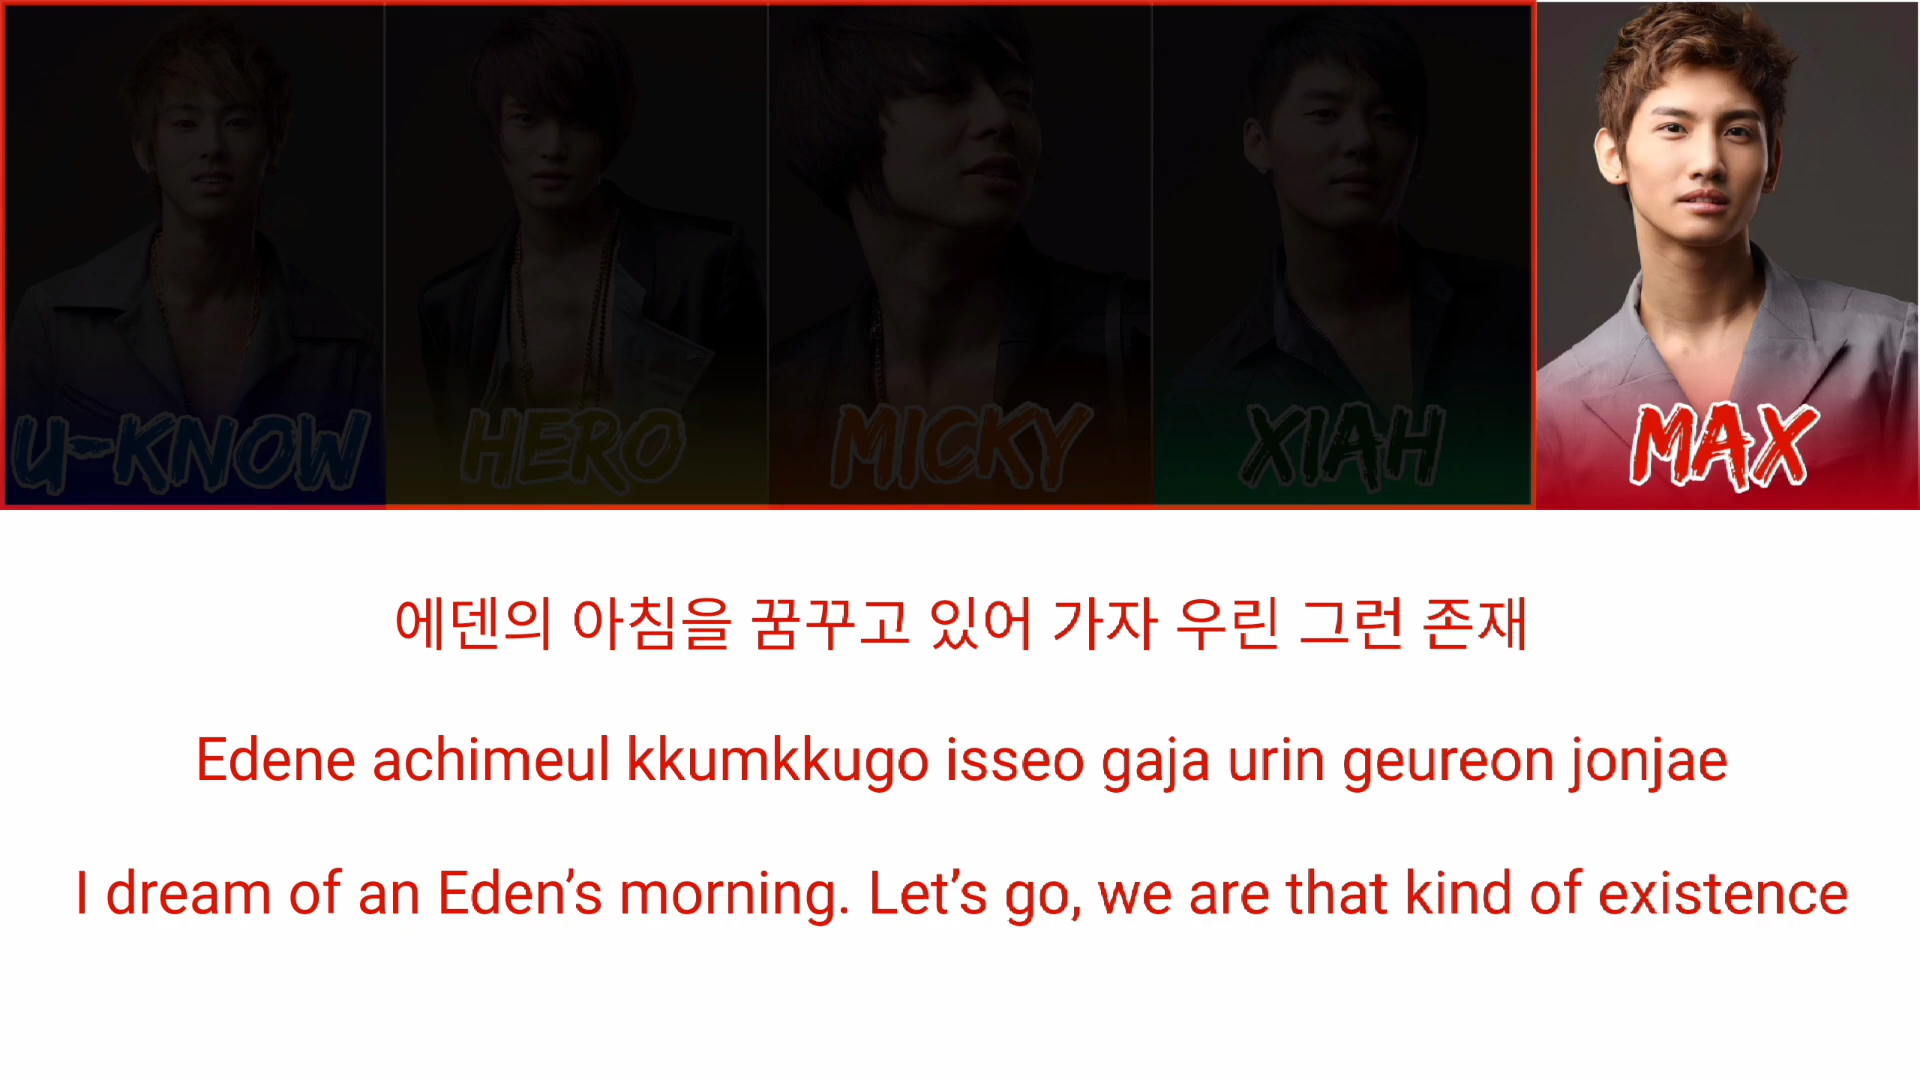 U-KNOW HERO MICKY XIAH MAX
에덴의 아침을 꿈꾸고 있어 가자 우린 그런 존재
Edene achimeul kkumkkugo isseo gaja urin geureon jonjae
I dream of an Eden’s morning. Let’s go, we are that kind of existence